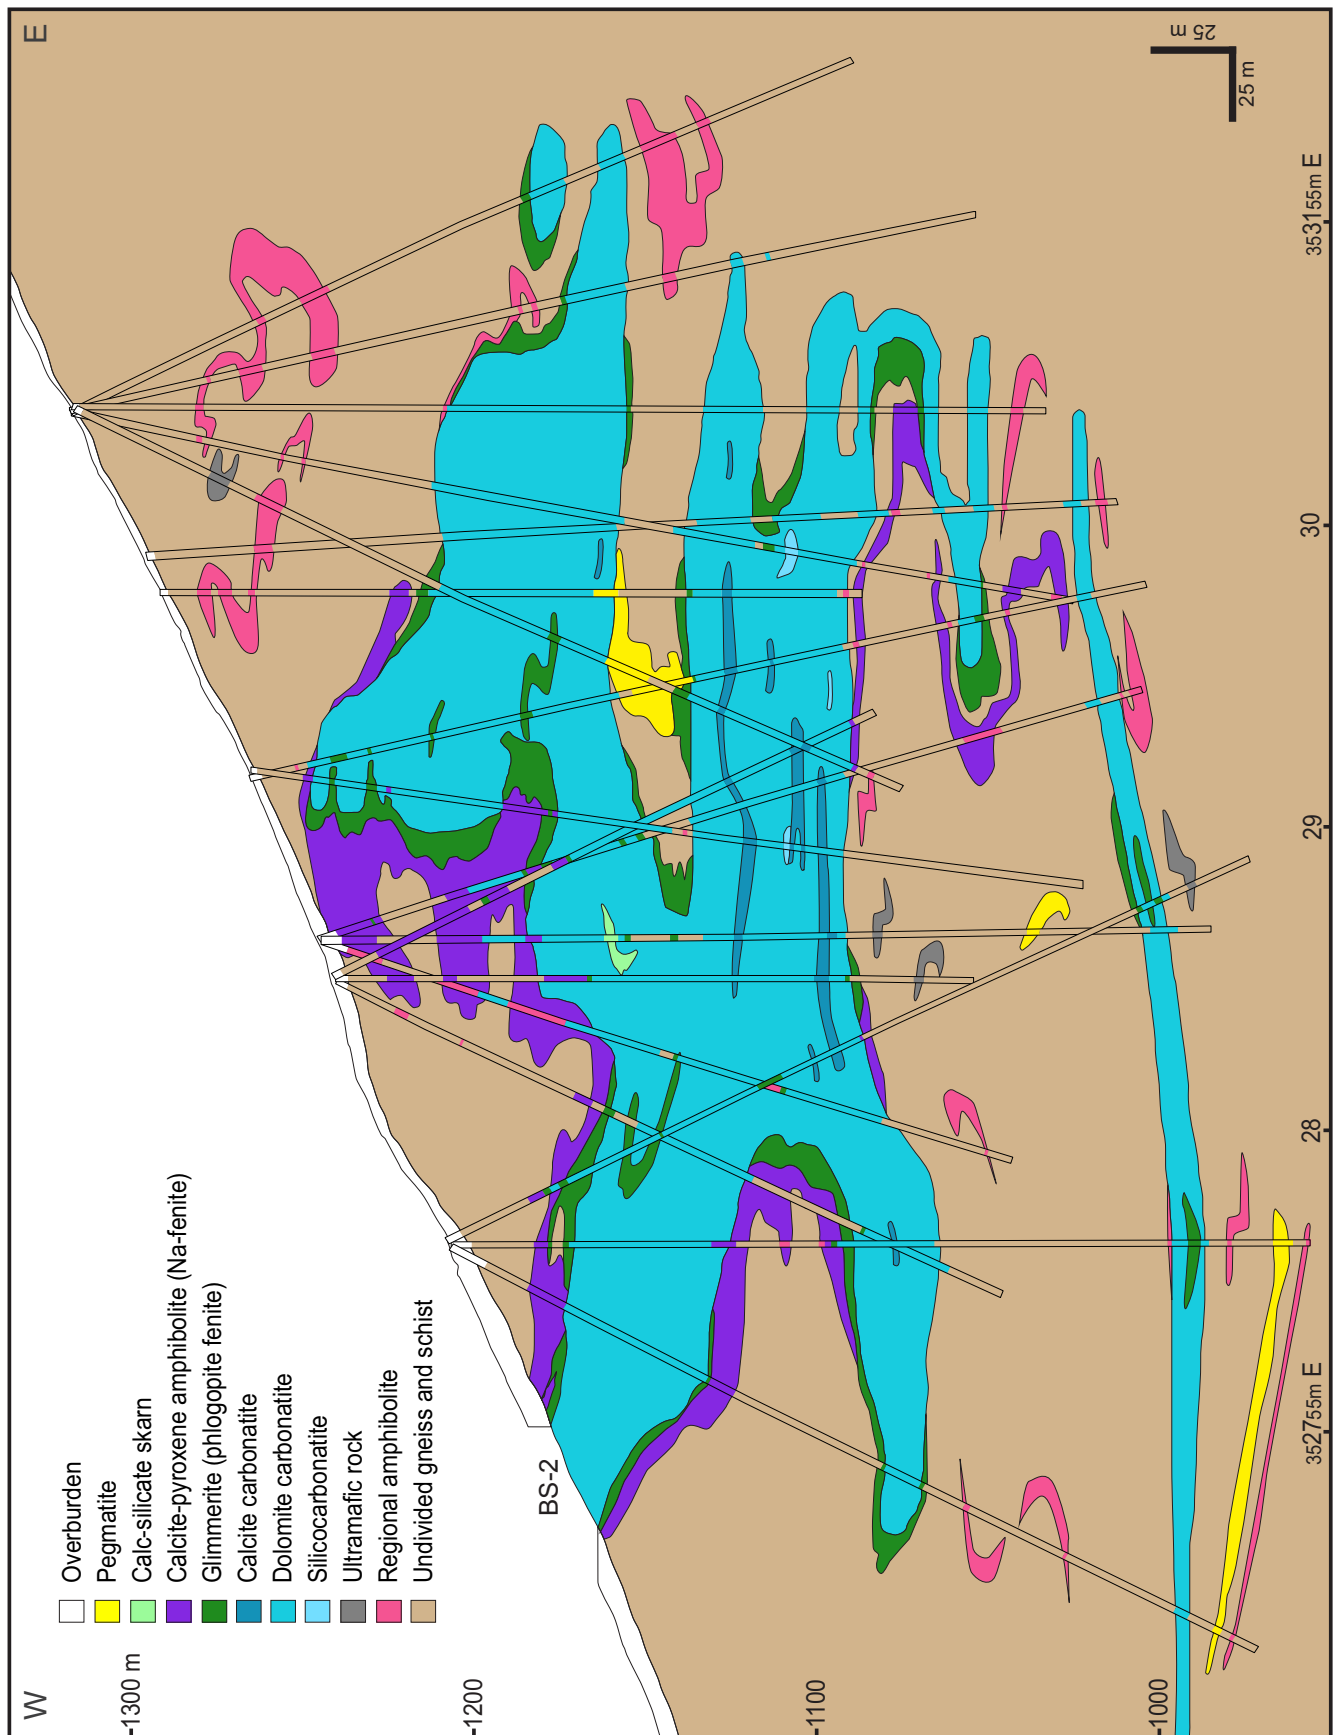 W
E
1300 m
1200
1100
1000
Overburden
Pegmatite
Calc-silicate skarn
Calcite-pyroxene amphibolite (Na-fenite)
Glimmerite (phlogopite fenite)
Calcite carbonatite
Dolomite carbonatite
Silicocarbonatite
Ultramafic rock
Regional amphibolite
Undivided gneiss and schist
BS-2
25 m
25 m
352755m E
28
29
30
353155m E